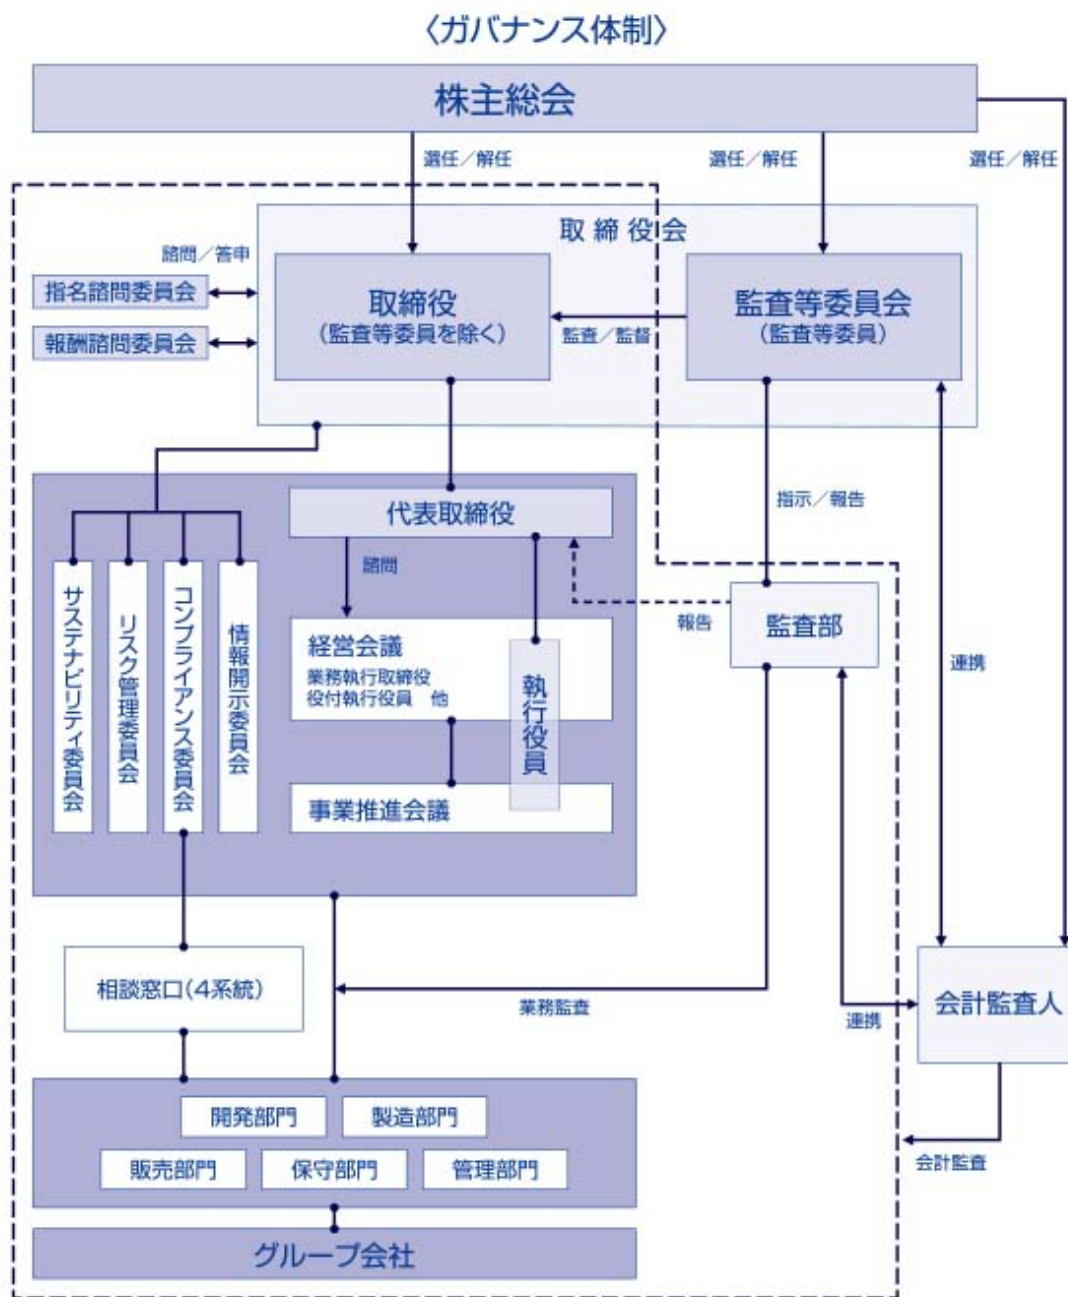 〈ガバナンス体制〉
株主総会
選任／解任
選任／解任
選任／解任
取締役会
諮問／答申
指名諮問委員会
報酬諮問委員会
取締役
(監査等委員を除く)
監査／監督
監査等委員会
(監査等委員)
代表取締役
指示／報告
諮問
サステナビリティ委員会
リスク管理委員会
コンプライアンス委員会
情報開示委員会
経営会議
業務執行取締役
役付執行役員　他
執行役員
事業推進会議
報告
監査部
連携
相談窓口(4系統)
業務監査
連携
会計監査人
会計監査
開発部門
製造部門
販売部門
保守部門
管理部門
グループ会社